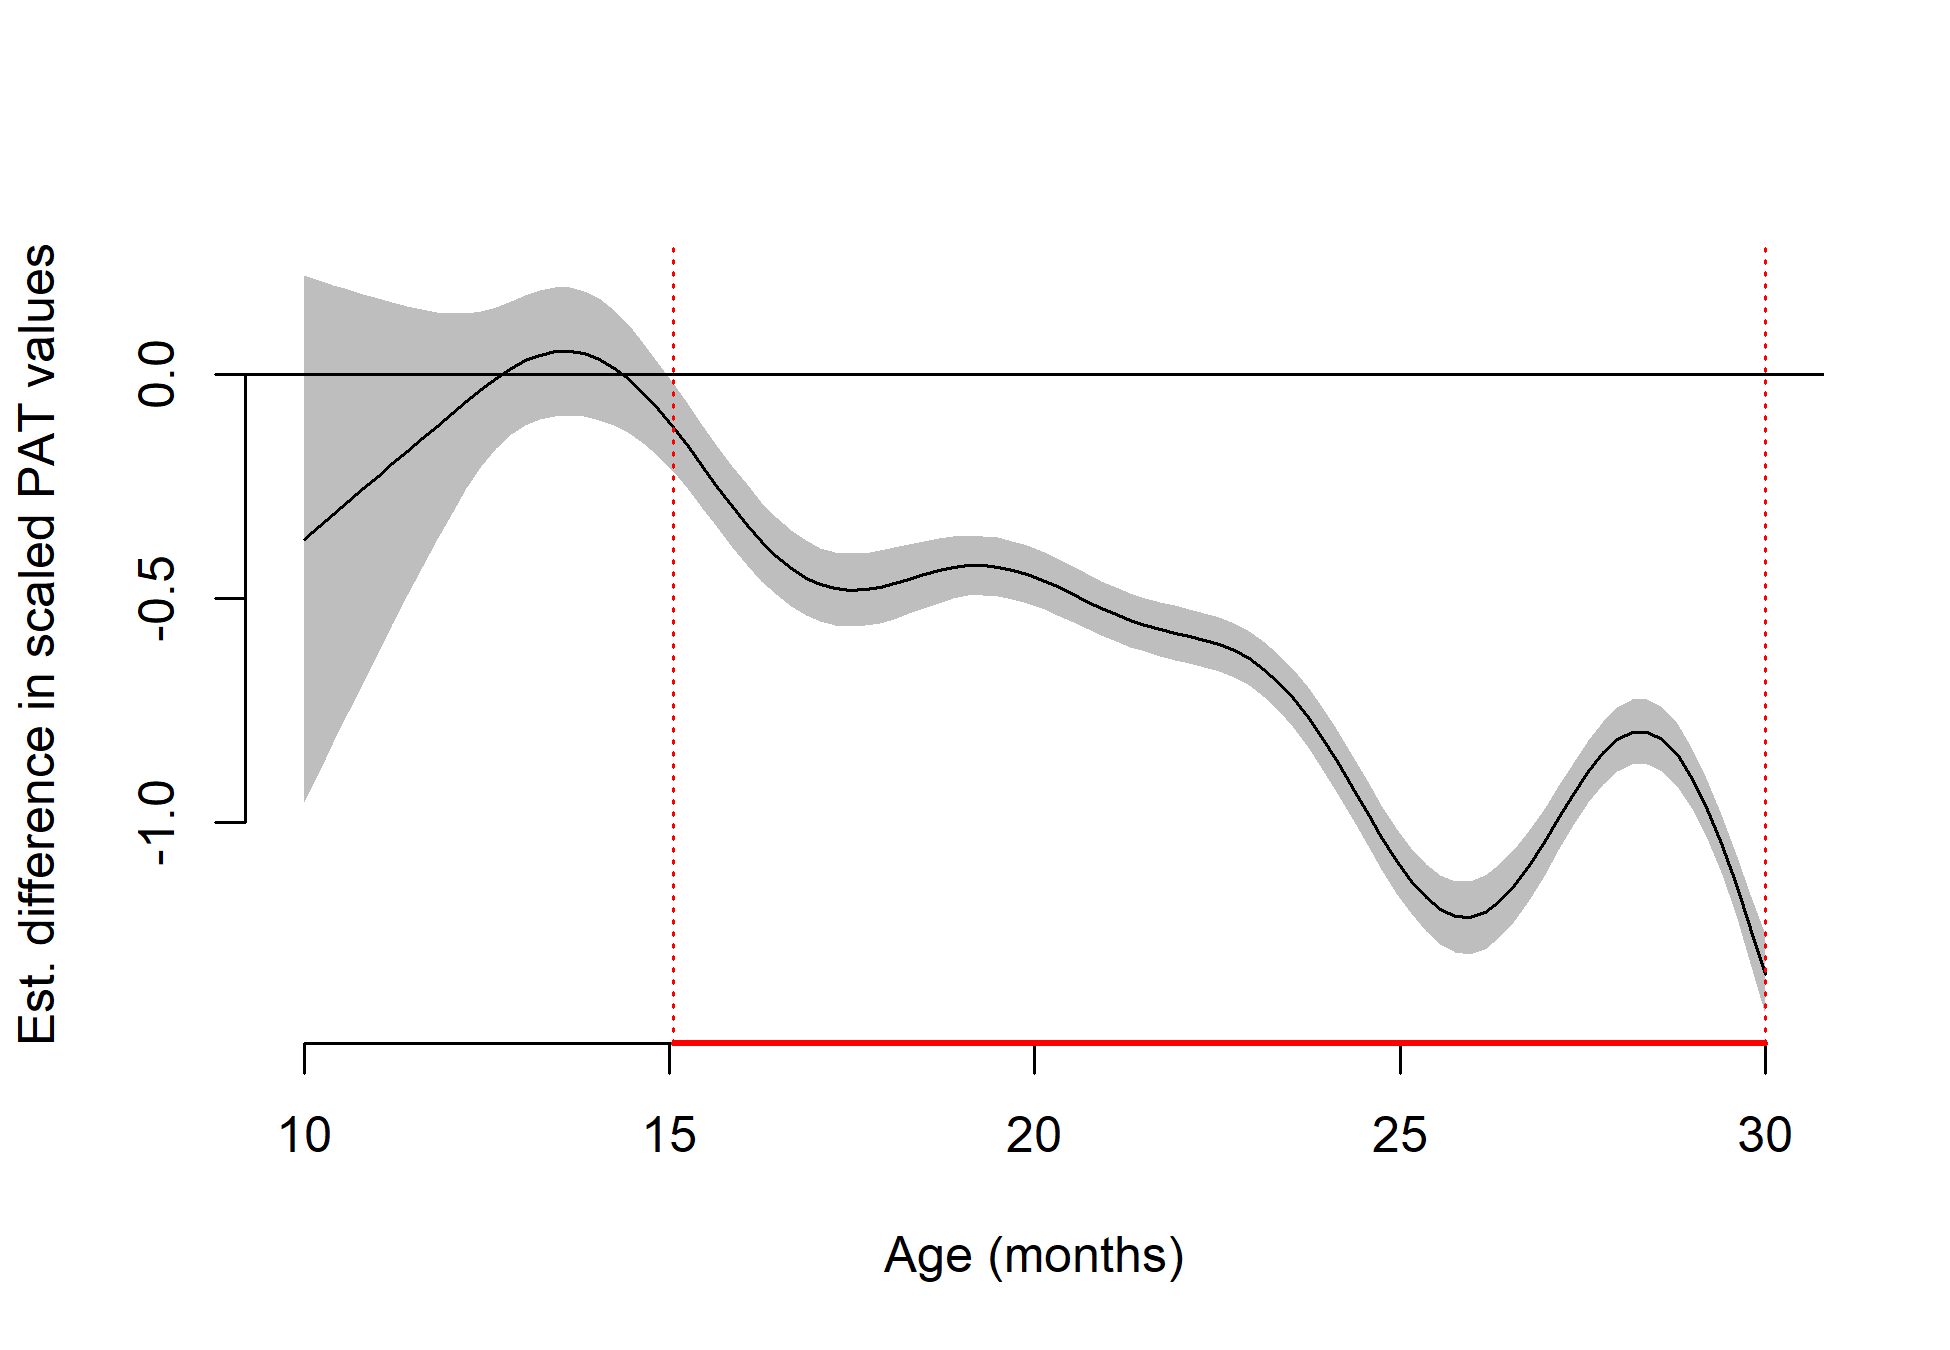 Est. difference in scaled PAT values
0.0
-0.5
-1.0
10 15 20 25 30
Age (months)